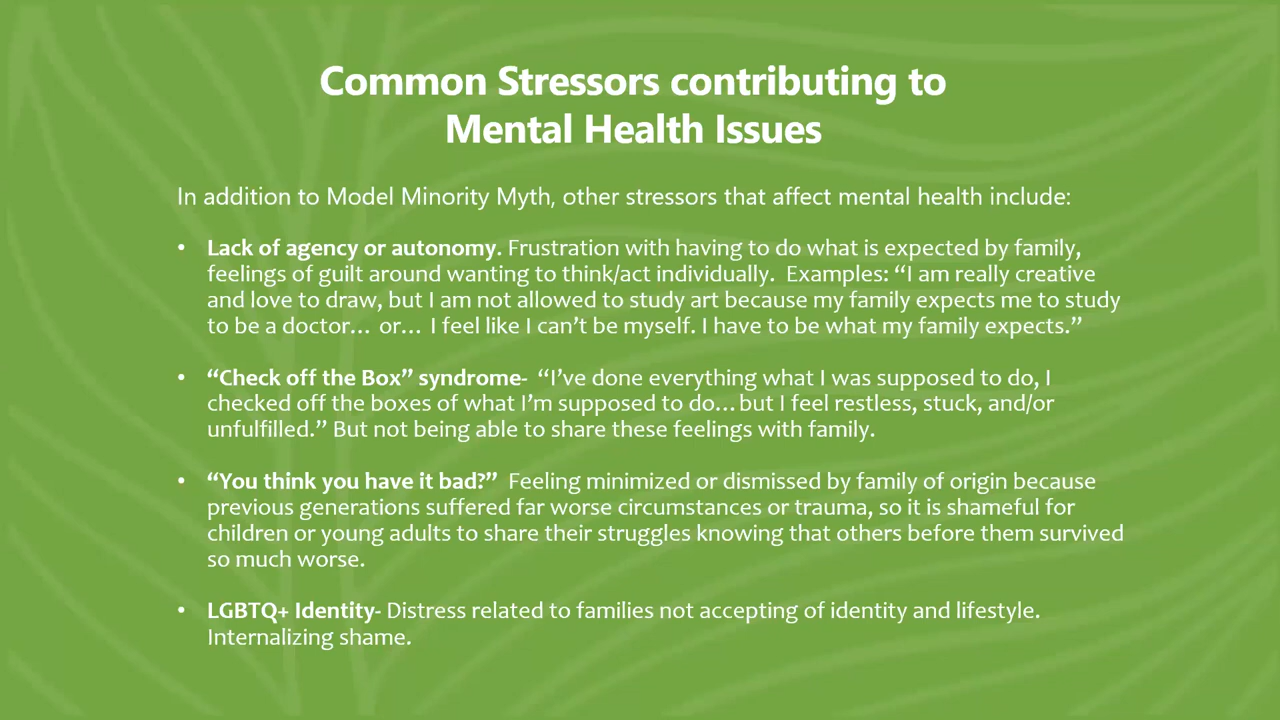 Common Stressors contributing to
Mental Health Issues
In addition to Model Minority Myth, other stressors that affect mental health include:
• Lack of agency or autonomy. Frustration with having to do what is expected by family,
feelings of guilt around wanting to think/act individually.  Examples: “I am really creative
and love to draw, but I am not allowed to study art because my family expects me to study
to be a doctor… or… I feel like I can’t be myself. I have to be what my family expects.”
• “Check off the Box” syndrome-  “I’ve done everything what I was supposed to do, I
checked off the boxes of what I’m supposed to do…but I feel restless, stuck, and/or
unfulfilled.” But not being able to share these feelings with family.
• “You think you have it bad?”  Feeling minimized or dismissed by family of origin because
previous generations suffered far worse circumstances or trauma, so it is shameful for
children or young adults to share their struggles knowing that others before them survived
so much worse.
• LGBTQ+ Identity- Distress related to families not accepting of identity and lifestyle.
Internalizing shame.